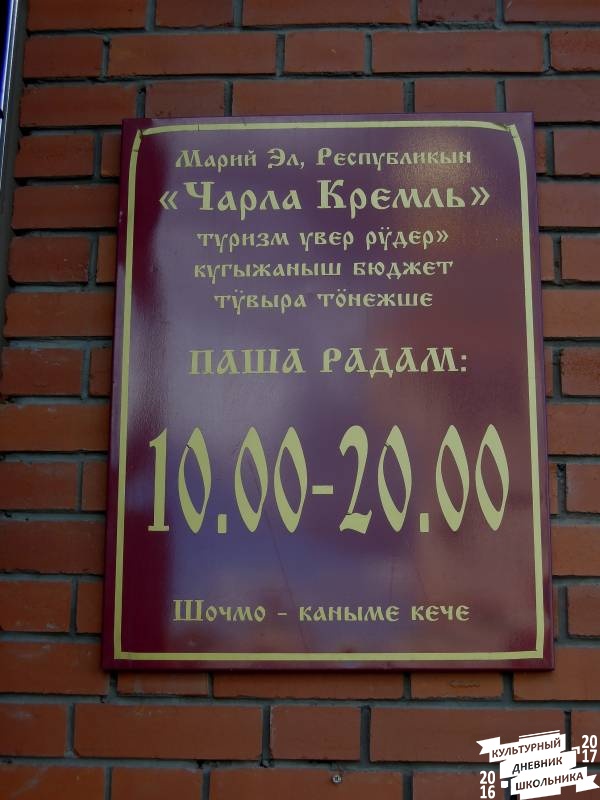 Марий Эл, Республикын
«Чарла Кремль»
туризм увер рӱдер»
кугыжаныш бюджет
тӱвыра тӧнежше
ПАША РАДАМ:
10.00-20.00
Шочмо - каныме кече
КУЛЬТУРНЫЙ
ДНЕВНИК
ШКОЛЬНИКА
2016
2017